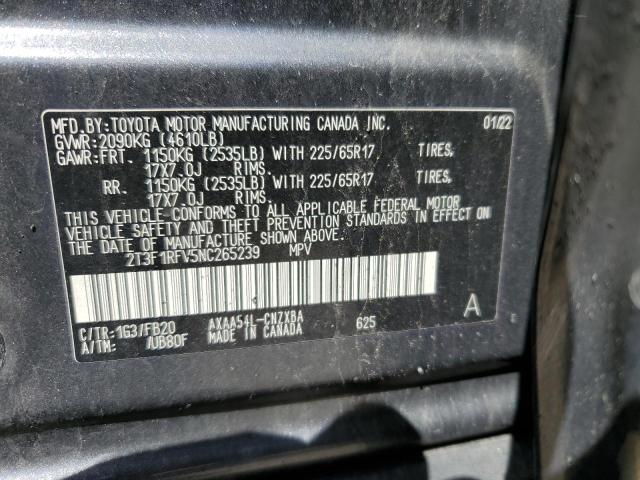 MFD.BY:TOYOTA MOTOR MANUFACTURING CANADA INC. 01/22
GVWR:2090KG (4610LB)
GAWR:FRT. 1150KG (2535LB) WITH 225/65R17 TIRES,
17X7.0J RIMS.
RR. 1150KG (2535LB) WITH 225/65R17 TIRES,
17X7.0J RIMS.
THIS VEHICLE CONFORMS TO ALL APPLICABLE FEDERAL MOTOR
VEHICLE SAFETY AND THEFT PREVENTION STANDARDS IN EFFECT ON
THE DATE OF MANUFACTURE SHOWN ABOVE.
2T3F1RFV5NC265239 MPV
C/TR:1G3/FB20 AXAA54L-CNZXBA 625 A
A/TM: /UB80F MADE IN CANADA